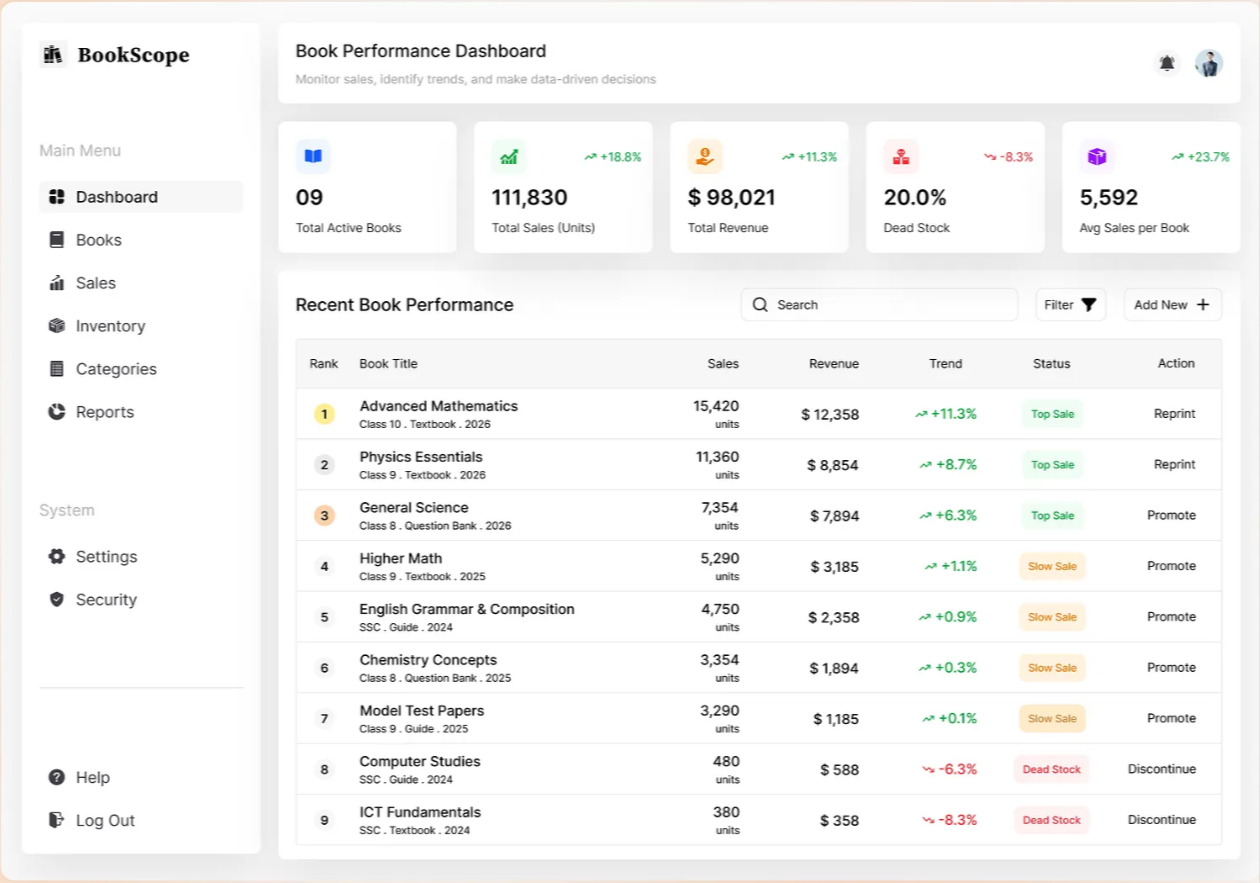 BookScope
Main Menu
Dashboard
Books
Sales
Inventory
Categories
Reports
System
Settings
Security
Help
Log Out
Book Performance Dashboard
Monitor sales, identify trends, and make data-driven decisions
09
Total Active Books
+18.8%
111,830
Total Sales (Units)
+11.3%
$ 98,021
Total Revenue
-8.3%
20.0%
Dead Stock
+23.7%
5,592
Avg Sales per Book
Recent Book Performance
Search
Filter
Add New +
Rank Book Title Sales Revenue Trend Status Action
1 Advanced Mathematics 15,420 $ 12,358 +11.3% Top Sale Reprint
Class 10 . Textbook . 2026 units
2 Physics Essentials 11,360 $ 8,854 +8.7% Top Sale Reprint
Class 9 . Textbook . 2026 units
3 General Science 7,354 $ 7,894 +6.3% Top Sale Promote
Class 8 . Question Bank . 2026 units
4 Higher Math 5,290 $ 3,185 +1.1% Slow Sale Promote
Class 9 . Textbook . 2025 units
5 English Grammar & Composition 4,750 $ 2,358 +0.9% Slow Sale Promote
SSC . Guide . 2024 units
6 Chemistry Concepts 3,354 $ 1,894 +0.3% Slow Sale Promote
Class 8 . Question Bank . 2025 units
7 Model Test Papers 3,290 $ 1,185 +0.1% Slow Sale Promote
Class 9 . Guide . 2025 units
8 Computer Studies 480 $ 588 -6.3% Dead Stock Discontinue
SSC . Guide . 2024 units
9 ICT Fundamentals 380 $ 358 -8.3% Dead Stock Discontinue
SSC . Textbook . 2024 units